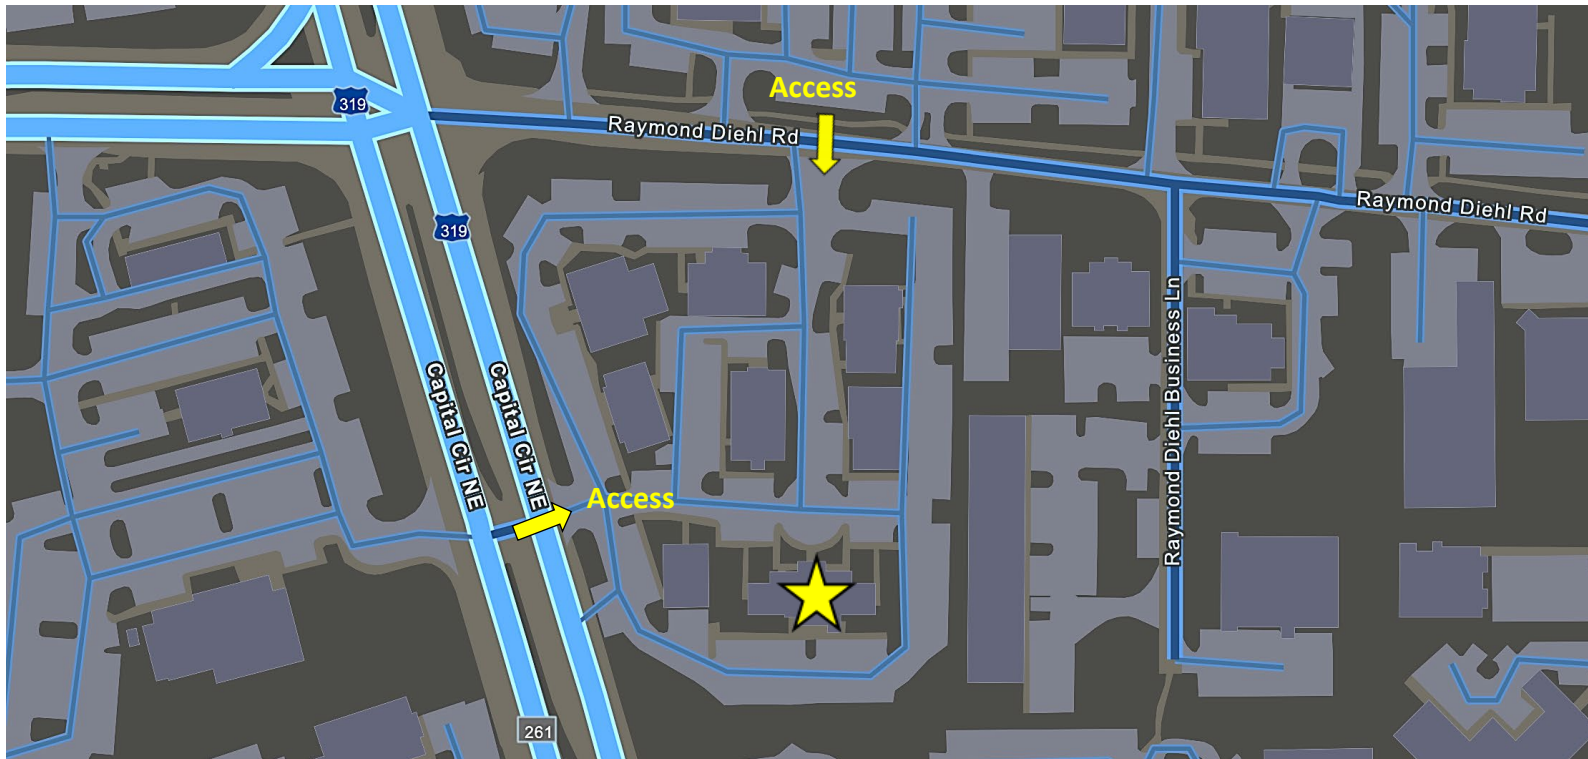 Access
319
Raymond Diehl Rd
Raymond Diehl Rd
319
Raymond Diehl Business Ln
Capital Cir NE
Capital Cir NE
Access
261